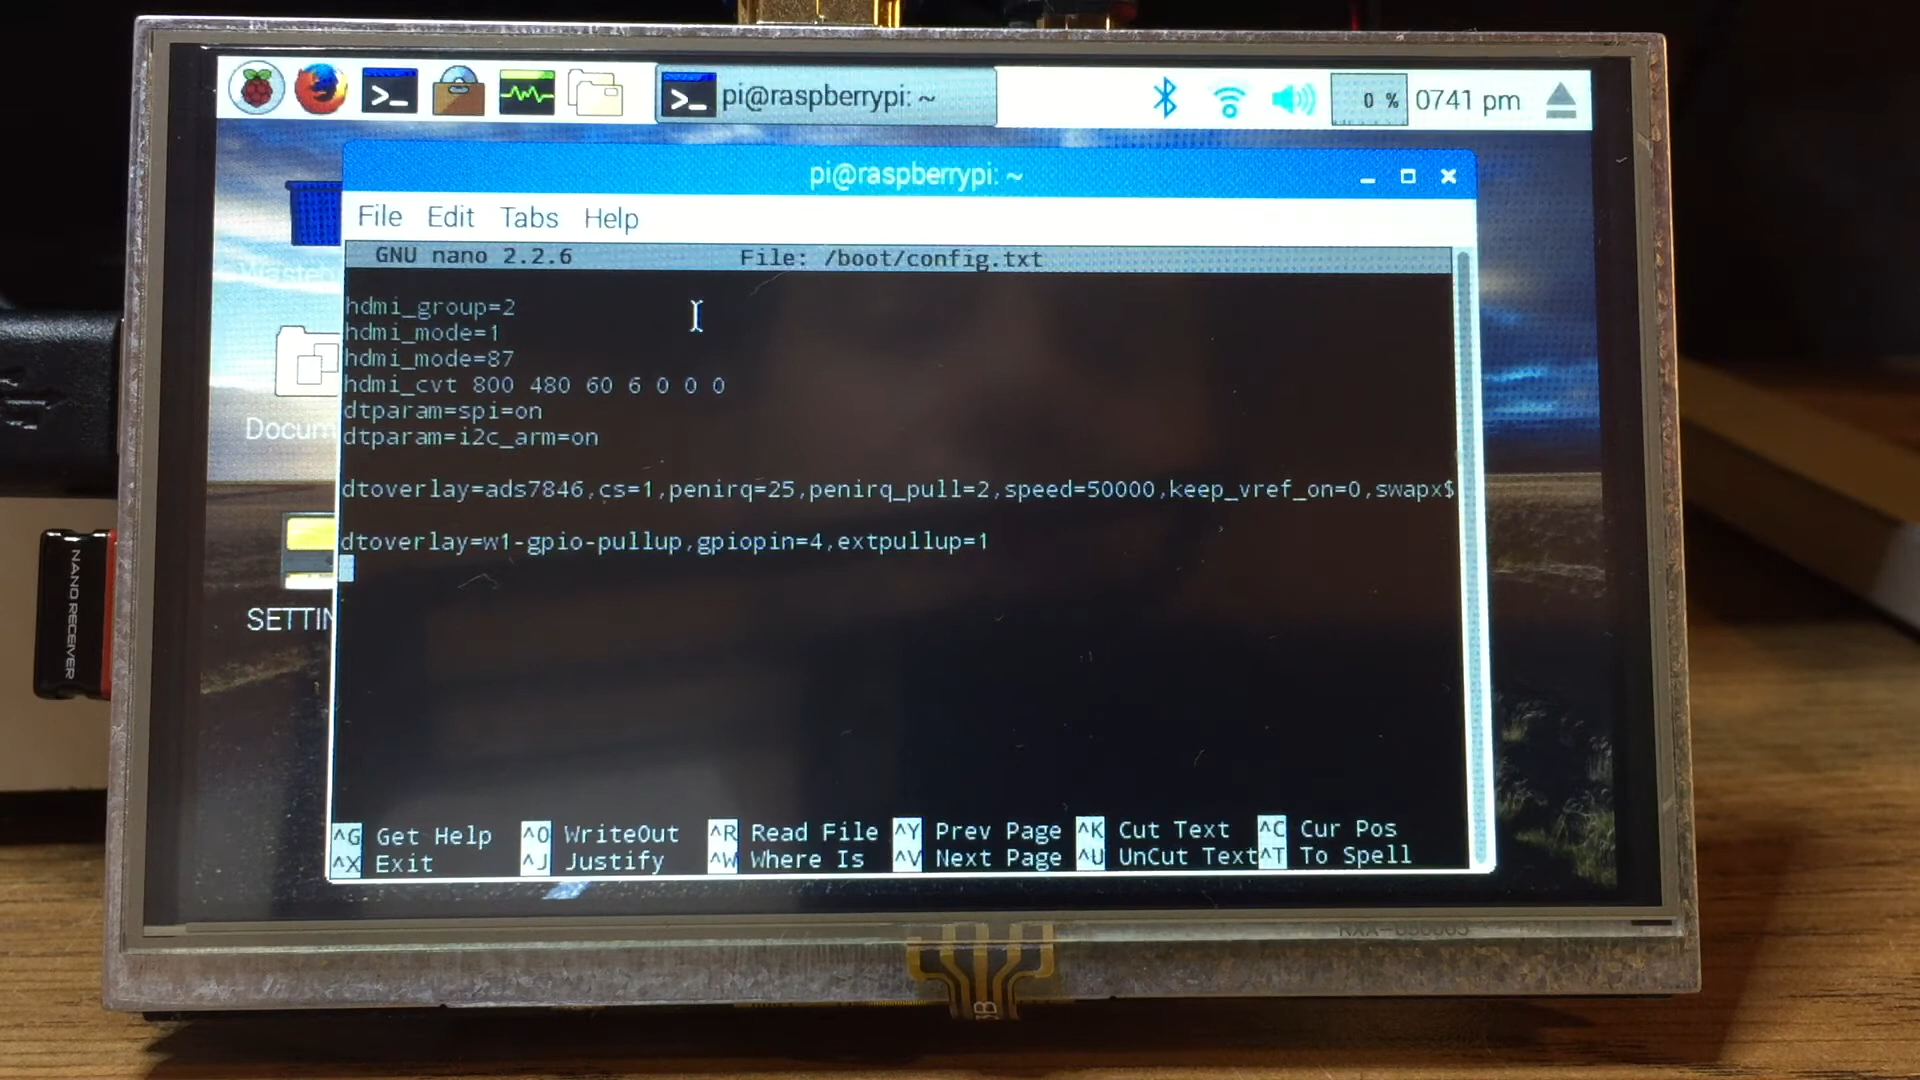 pi@raspberrypi: ~
0 %
0741 pm
pi@raspberrypi: ~
File Edit Tabs Help
GNU nano 2.2.6 File: /boot/config.txt
hdmi_group=2
hdmi_mode=1
hdmi_mode=87
hdmi_cvt 800 480 60 6 0 0 0
dtparam=spi=on
dtparam=i2c_arm=on
dtoverlay=ads7846,cs=1,penirq=25,penirq_pull=2,speed=50000,keep_vref_on=0,swapx$
dtoverlay=w1-gpio-pullup,gpiopin=4,extpullup=1
^G Get Help ^O WriteOut ^R Read File ^Y Prev Page ^K Cut Text ^C Cur Pos
^X Exit ^J Justify ^W Where Is ^V Next Page ^U UnCut Text ^T To Spell
Wasteb
Docum
SETTIN
NANO RECEIVER